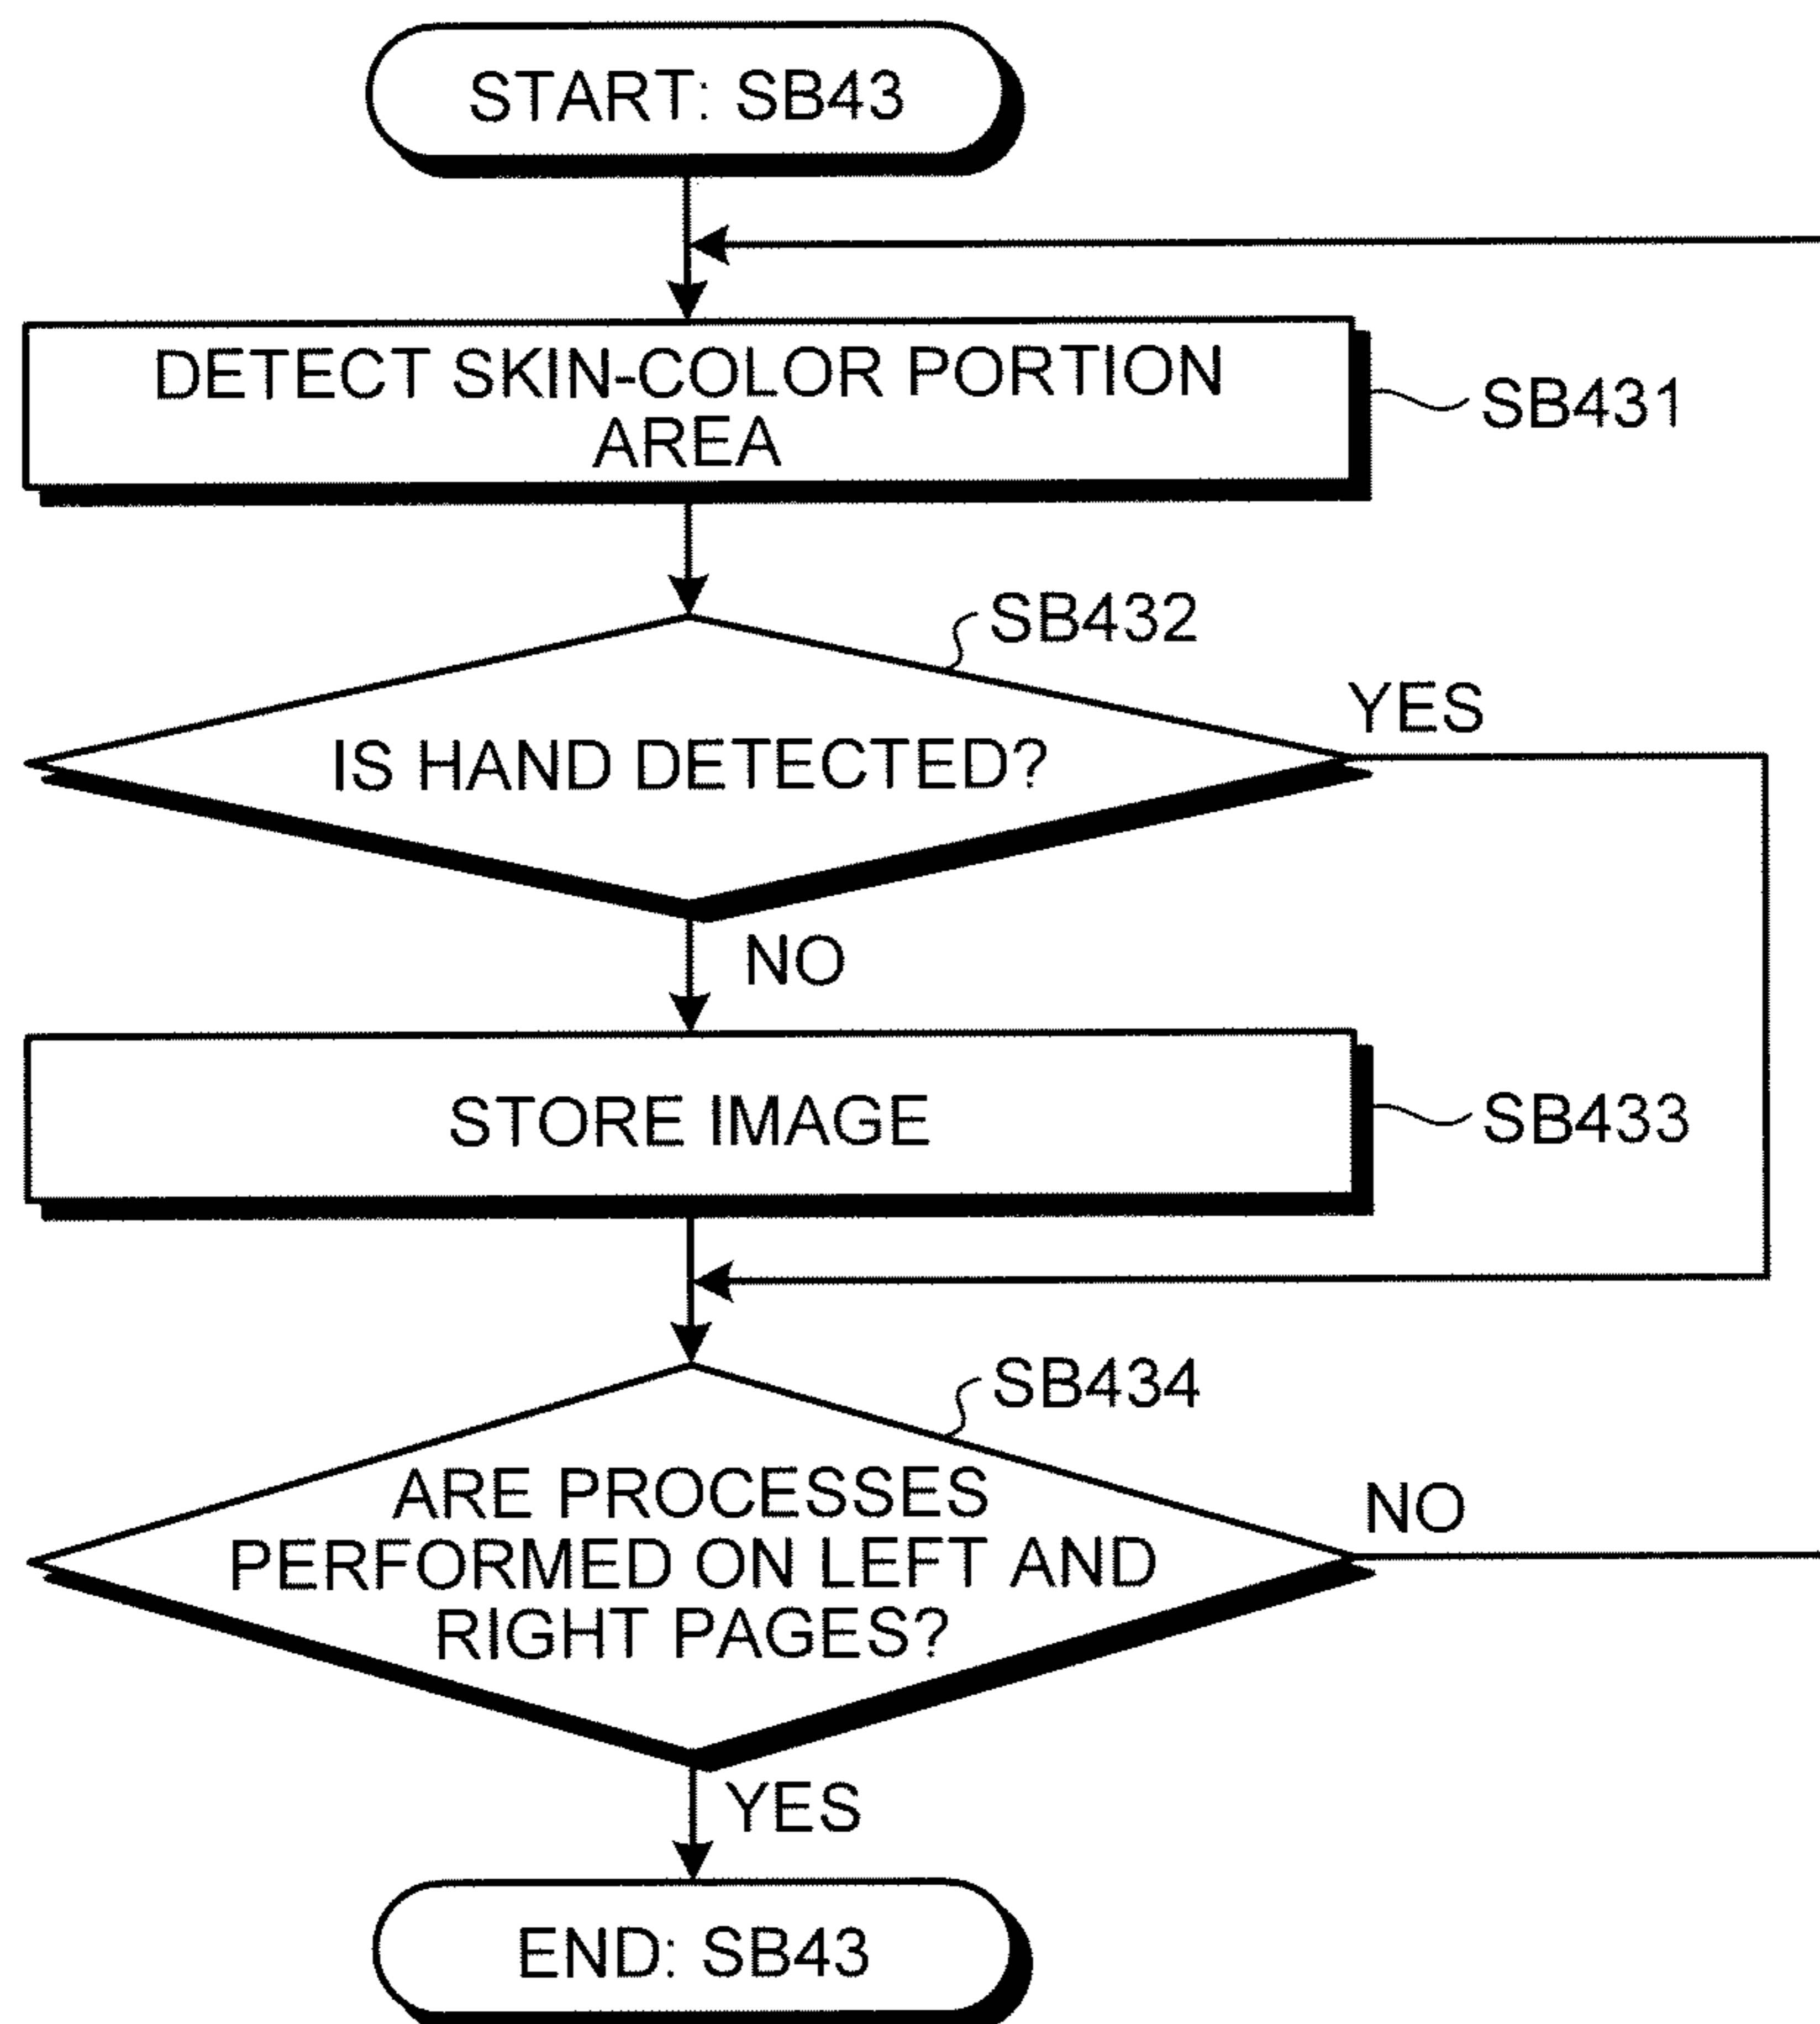 START: SB43
DETECT SKIN-COLOR PORTION
AREA
SB431
SB432
YES
IS HAND DETECTED?
NO
STORE IMAGE
SB433
SB434
ARE PROCESSES
PERFORMED ON LEFT AND
RIGHT PAGES?
NO
YES
END: SB43